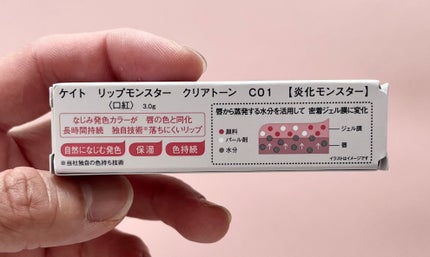 ケイト リップモンスター クリアトーン C01 【炎化モンスター】
〈口紅〉 3.0g
なじみ発色カラーが 唇の色と同化
長時間持続 独自技術※落ちにくいリップ
自然になじむ発色 保湿 色持続
※当社独自の色持ち技術
唇から蒸発する水分を活用して 密着ジェル膜に変化
顔料
パール剤
水分
ジェル膜
唇
イラストはイメージです